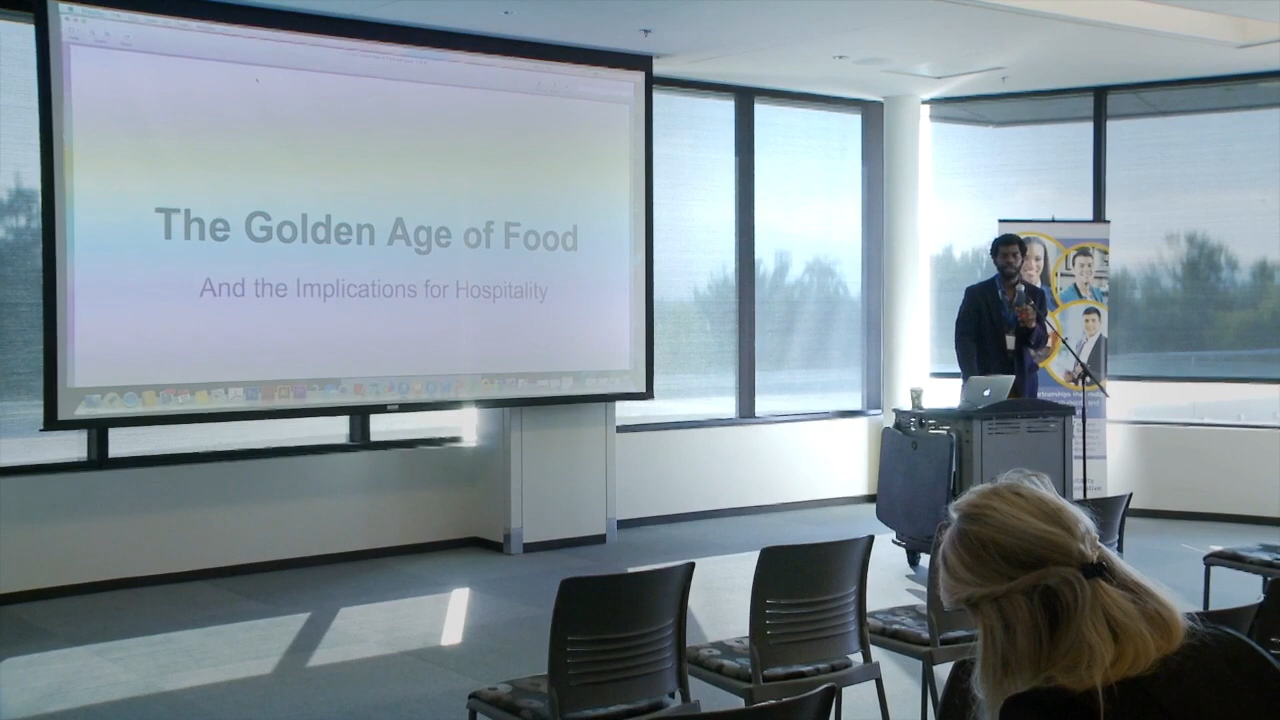 The Golden Age of Food
And the Implications for Hospitality